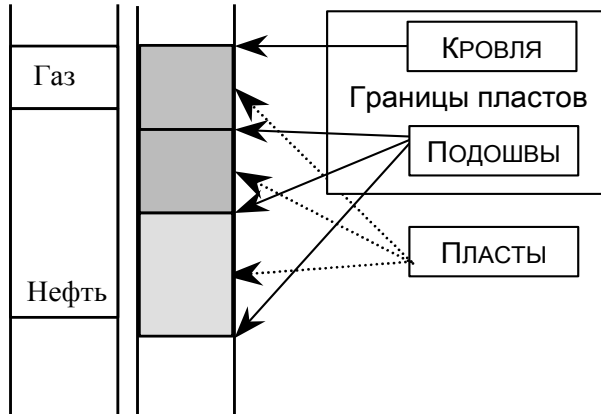 Газ
Нефть
КРОВЛЯ
Границы пластов
ПОДОШВЫ
ПЛАСТЫ